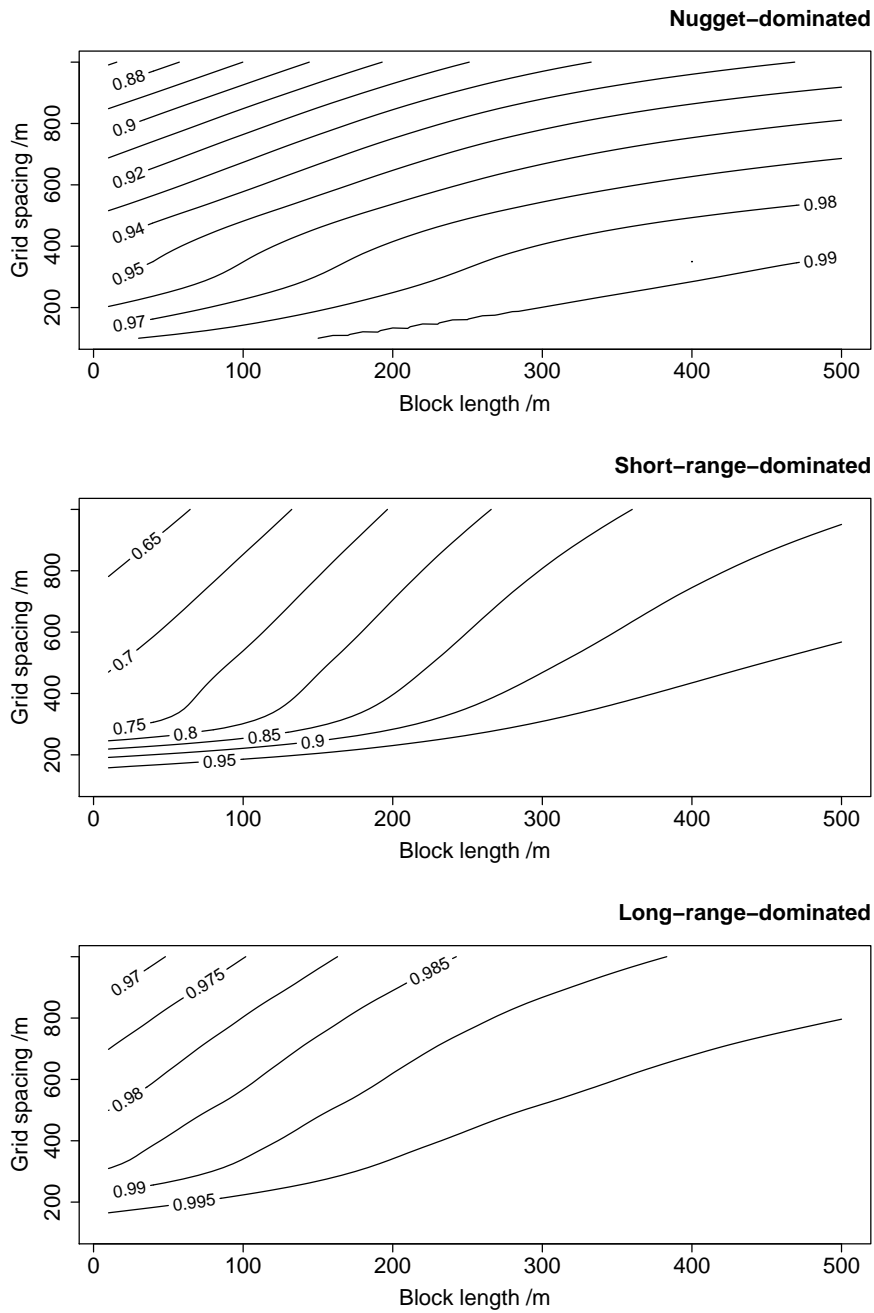 Nugget−dominated
0.88
0.9
0.92
0.94
0.95
0.97
0.98
0.99
200 400 600 800
Grid spacing /m
0 100 200 300 400 500
Block length /m
Short−range−dominated
0.65
0.7
0.75
0.8
0.85
0.9
0.95
200 400 600 800
Grid spacing /m
0 100 200 300 400 500
Block length /m
Long−range−dominated
0.97
0.975
0.985
0.98
0.99
0.995
200 400 600 800
Grid spacing /m
0 100 200 300 400 500
Block length /m